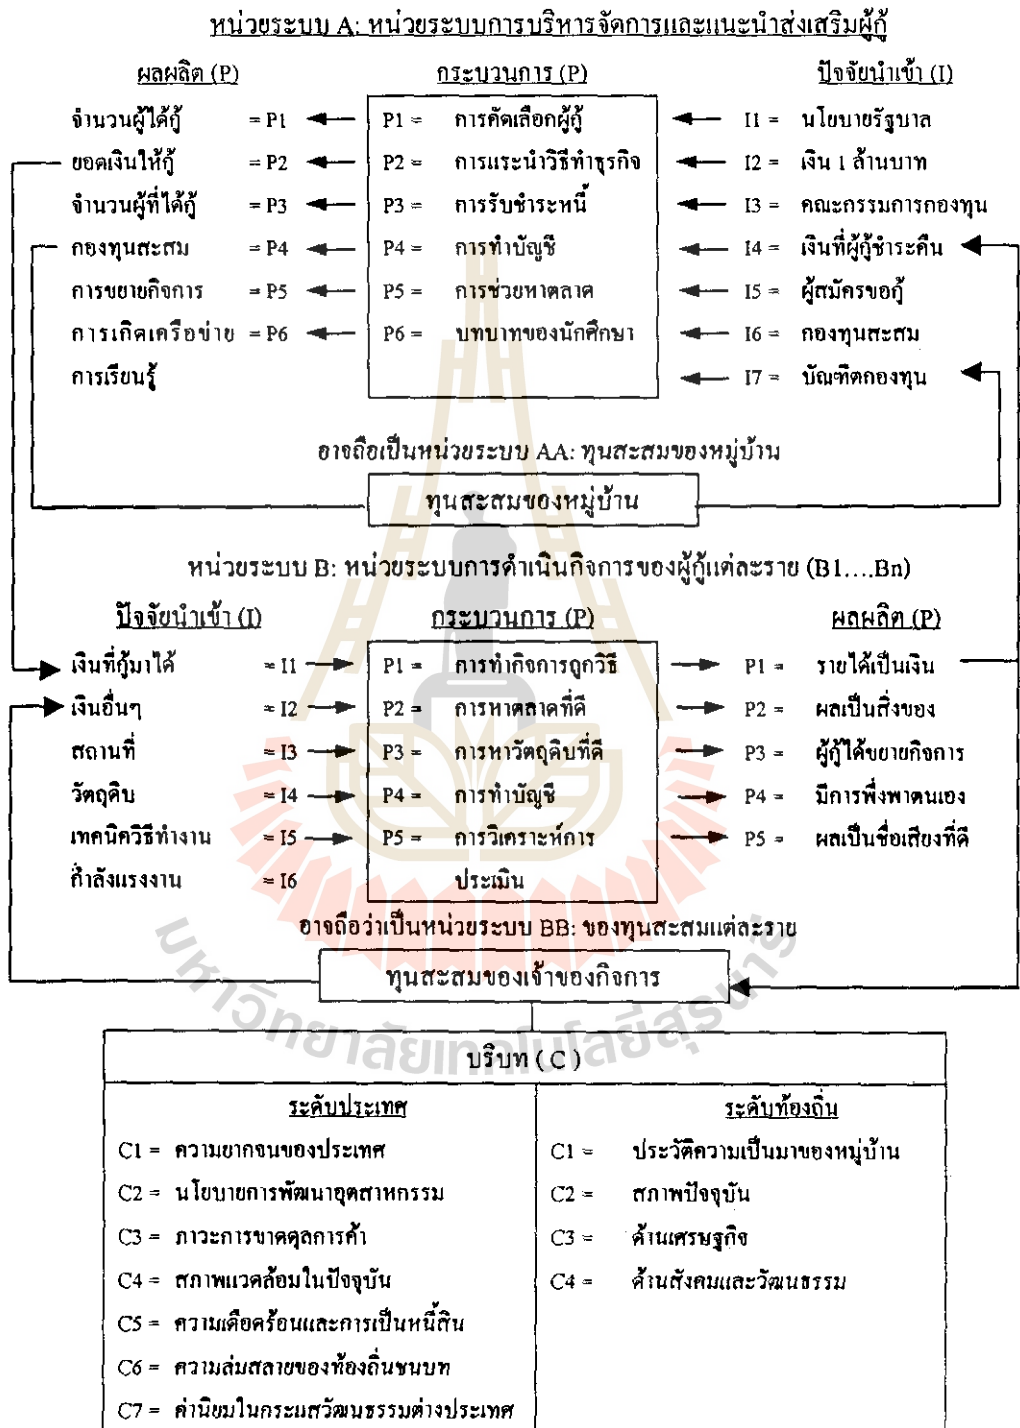 หน่วยระบบ A: หน่วยระบบการบริหารจัดการและแนะนำส่งเสริมผู้กู้
ผลผลิต (P) กระบวนการ (P) ปัจจัยนำเข้า (I)
จำนวนผู้ได้กู้ = P1 P1 = การคัดเลือกผู้กู้ I1 = นโยบายรัฐบาล
ยอดเงินให้กู้ = P2 P2 = การแระนำวิธีทำธุรกิจ I2 = เงิน 1 ล้านบาท
จำนวนผู้ที่ได้กู้ = P3 P3 = การรับชำระหนี้ I3 = คณะกรรมการกองทุน
กองทุนสะสม = P4 P4 = การทำบัญชี I4 = เงินที่ผู้กู้ชำระคืน
การขยายกิจการ = P5 P5 = การช่วยหาตลาด I5 = ผู้สมัครขอกู้
การเกิดเครือข่าย = P6 P6 = บทบาทของนักศึกษา I6 = กองทุนสะสม
การเรียนรู้ I7 = บัณฑิตกองทุน
อาจถือเป็นหน่วยระบบ AA: ทุนสะสมของหมู่บ้าน
ทุนสะสมของหมู่บ้าน
หน่วยระบบ B: หน่วยระบบการดำเนินกิจการของผู้กู้แต่ละราย (B1....Bn)
ปัจจัยนำเข้า (I) กระบวนการ (P) ผลผลิต (P)
เงินที่กู้มาได้ = I1 P1 = การทำกิจการถูกวิธี P1 = รายได้เป็นเงิน
เงินอื่นๆ = I2 P2 = การหาตลาดที่ดี P2 = ผลเป็นสิ่งของ
สถานที่ = I3 P3 = การหาวัตถุดิบที่ดี P3 = ผู้กู้ได้ขยายกิจการ
วัตถุดิบ = I4 P4 = การทำบัญชี P4 = มีการพึ่งพาตนเอง
เทคนิควิธีทำงาน = I5 P5 = การวิเคราะห์การ P5 = ผลเป็นชื่อเสียงที่ดี
กำลังแรงงาน = I6 ประเมิน
อาจถือว่าเป็นหน่วยระบบ BB: ของทุนสะสมแต่ละราย
ทุนสะสมของเจ้าของกิจการ
มหาวิทยาลัยเทคโนโลยีสุรนารี
บริบท ( C )
ระดับประเทศ ระดับท้องถิ่น
C1 = ความยากจนของประเทศ C1 = ประวัติความเป็นมาของหมู่บ้าน
C2 = นโยบายการพัฒนาอุตสาหกรรม C2 = สภาพปัจจุบัน
C3 = ภาวะการขาดดุลการค้า C3 = ด้านเศรษฐกิจ
C4 = สภาพแวดล้อมในปัจจุบัน C4 = ด้านสังคมและวัฒนธรรม
C5 = ความเดือดร้อนและการเป็นหนี้สิน
C6 = ความล่มสลายของท้องถิ่นชนบท
C7 = ค่านิยมในกระแสวัฒนธรรมต่างประเทศ